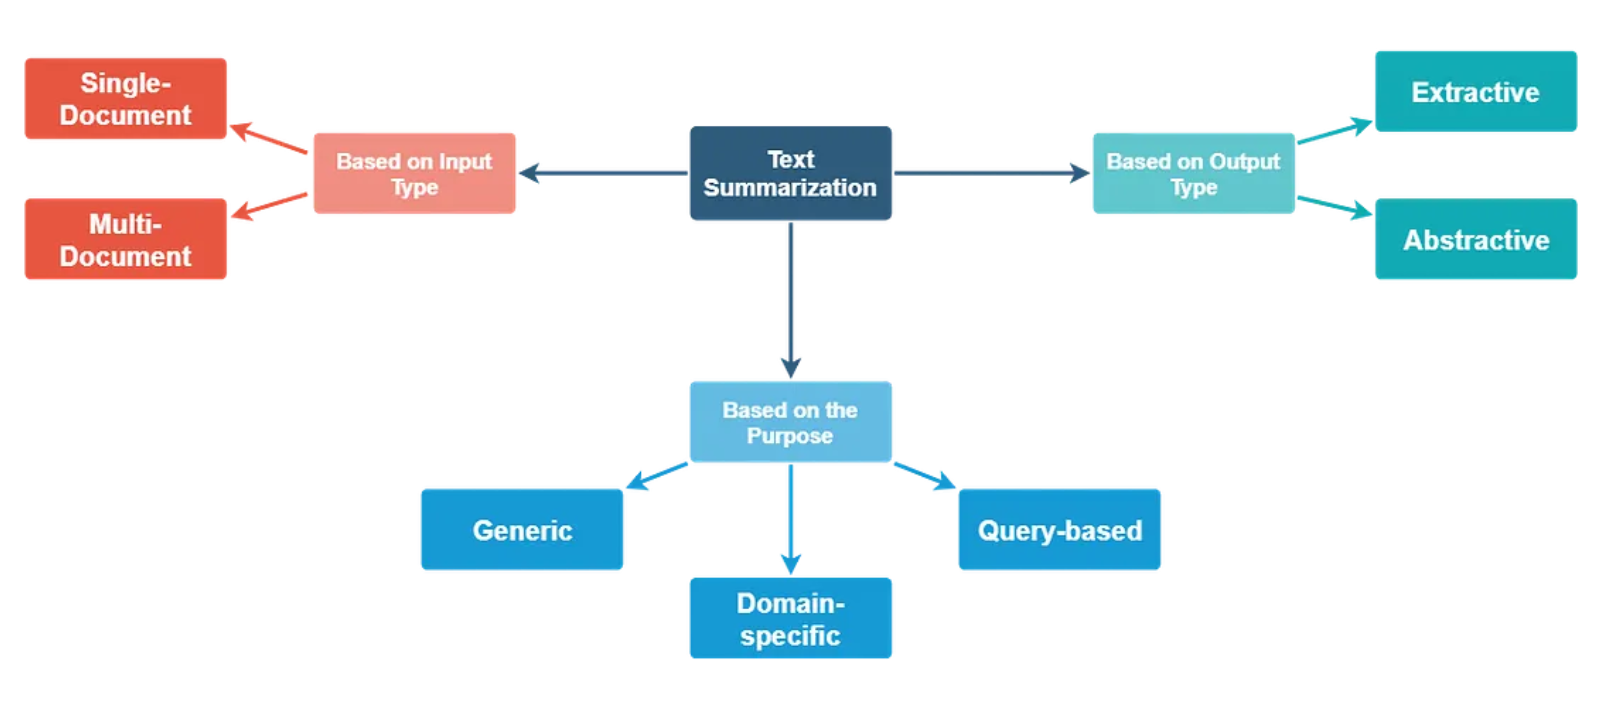 Single-
Document
Multi-
Document
Based on Input
Type
Text
Summarization
Based on Output
Type
Extractive
Abstractive
Based on the
Purpose
Generic
Domain-
specific
Query-based